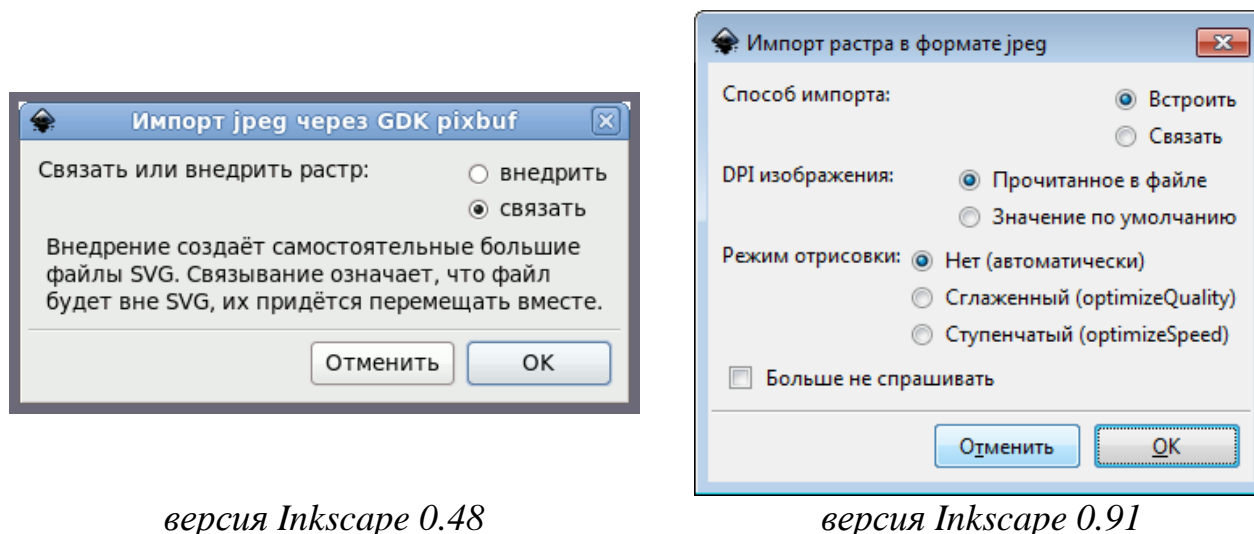 Импорт jpeg через GDK pixbuf
Связать или внедрить растр:
внедрить
связать
Внедрение создаёт самостоятельные большие
файлы SVG. Связывание означает, что файл
будет вне SVG, их придётся перемещать вместе.
Отменить
OK
версия Inkscape 0.48
Импорт растра в формате jpeg
Способ импорта:
Встроить
Связать
DPI изображения:
Прочитанное в файле
Значение по умолчанию
Режим отрисовки:
Нет (автоматически)
Сглаженный (optimizeQuality)
Ступенчатый (optimizeSpeed)
Больше не спрашивать
Отменить
OK
версия Inkscape 0.91